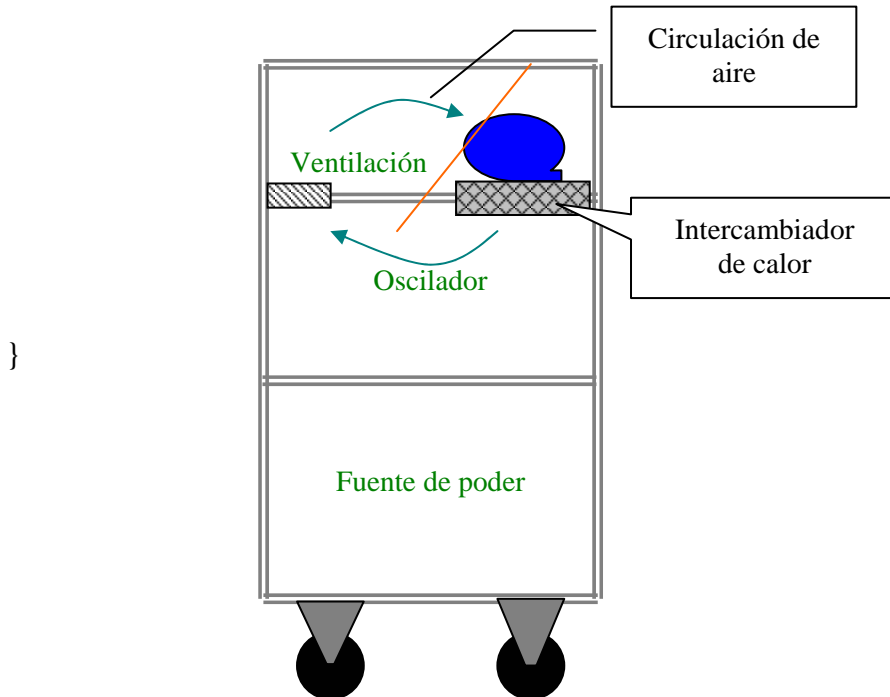 Circulación de
aire
Ventilación
Intercambiador
de calor
Oscilador
}
Fuente de poder